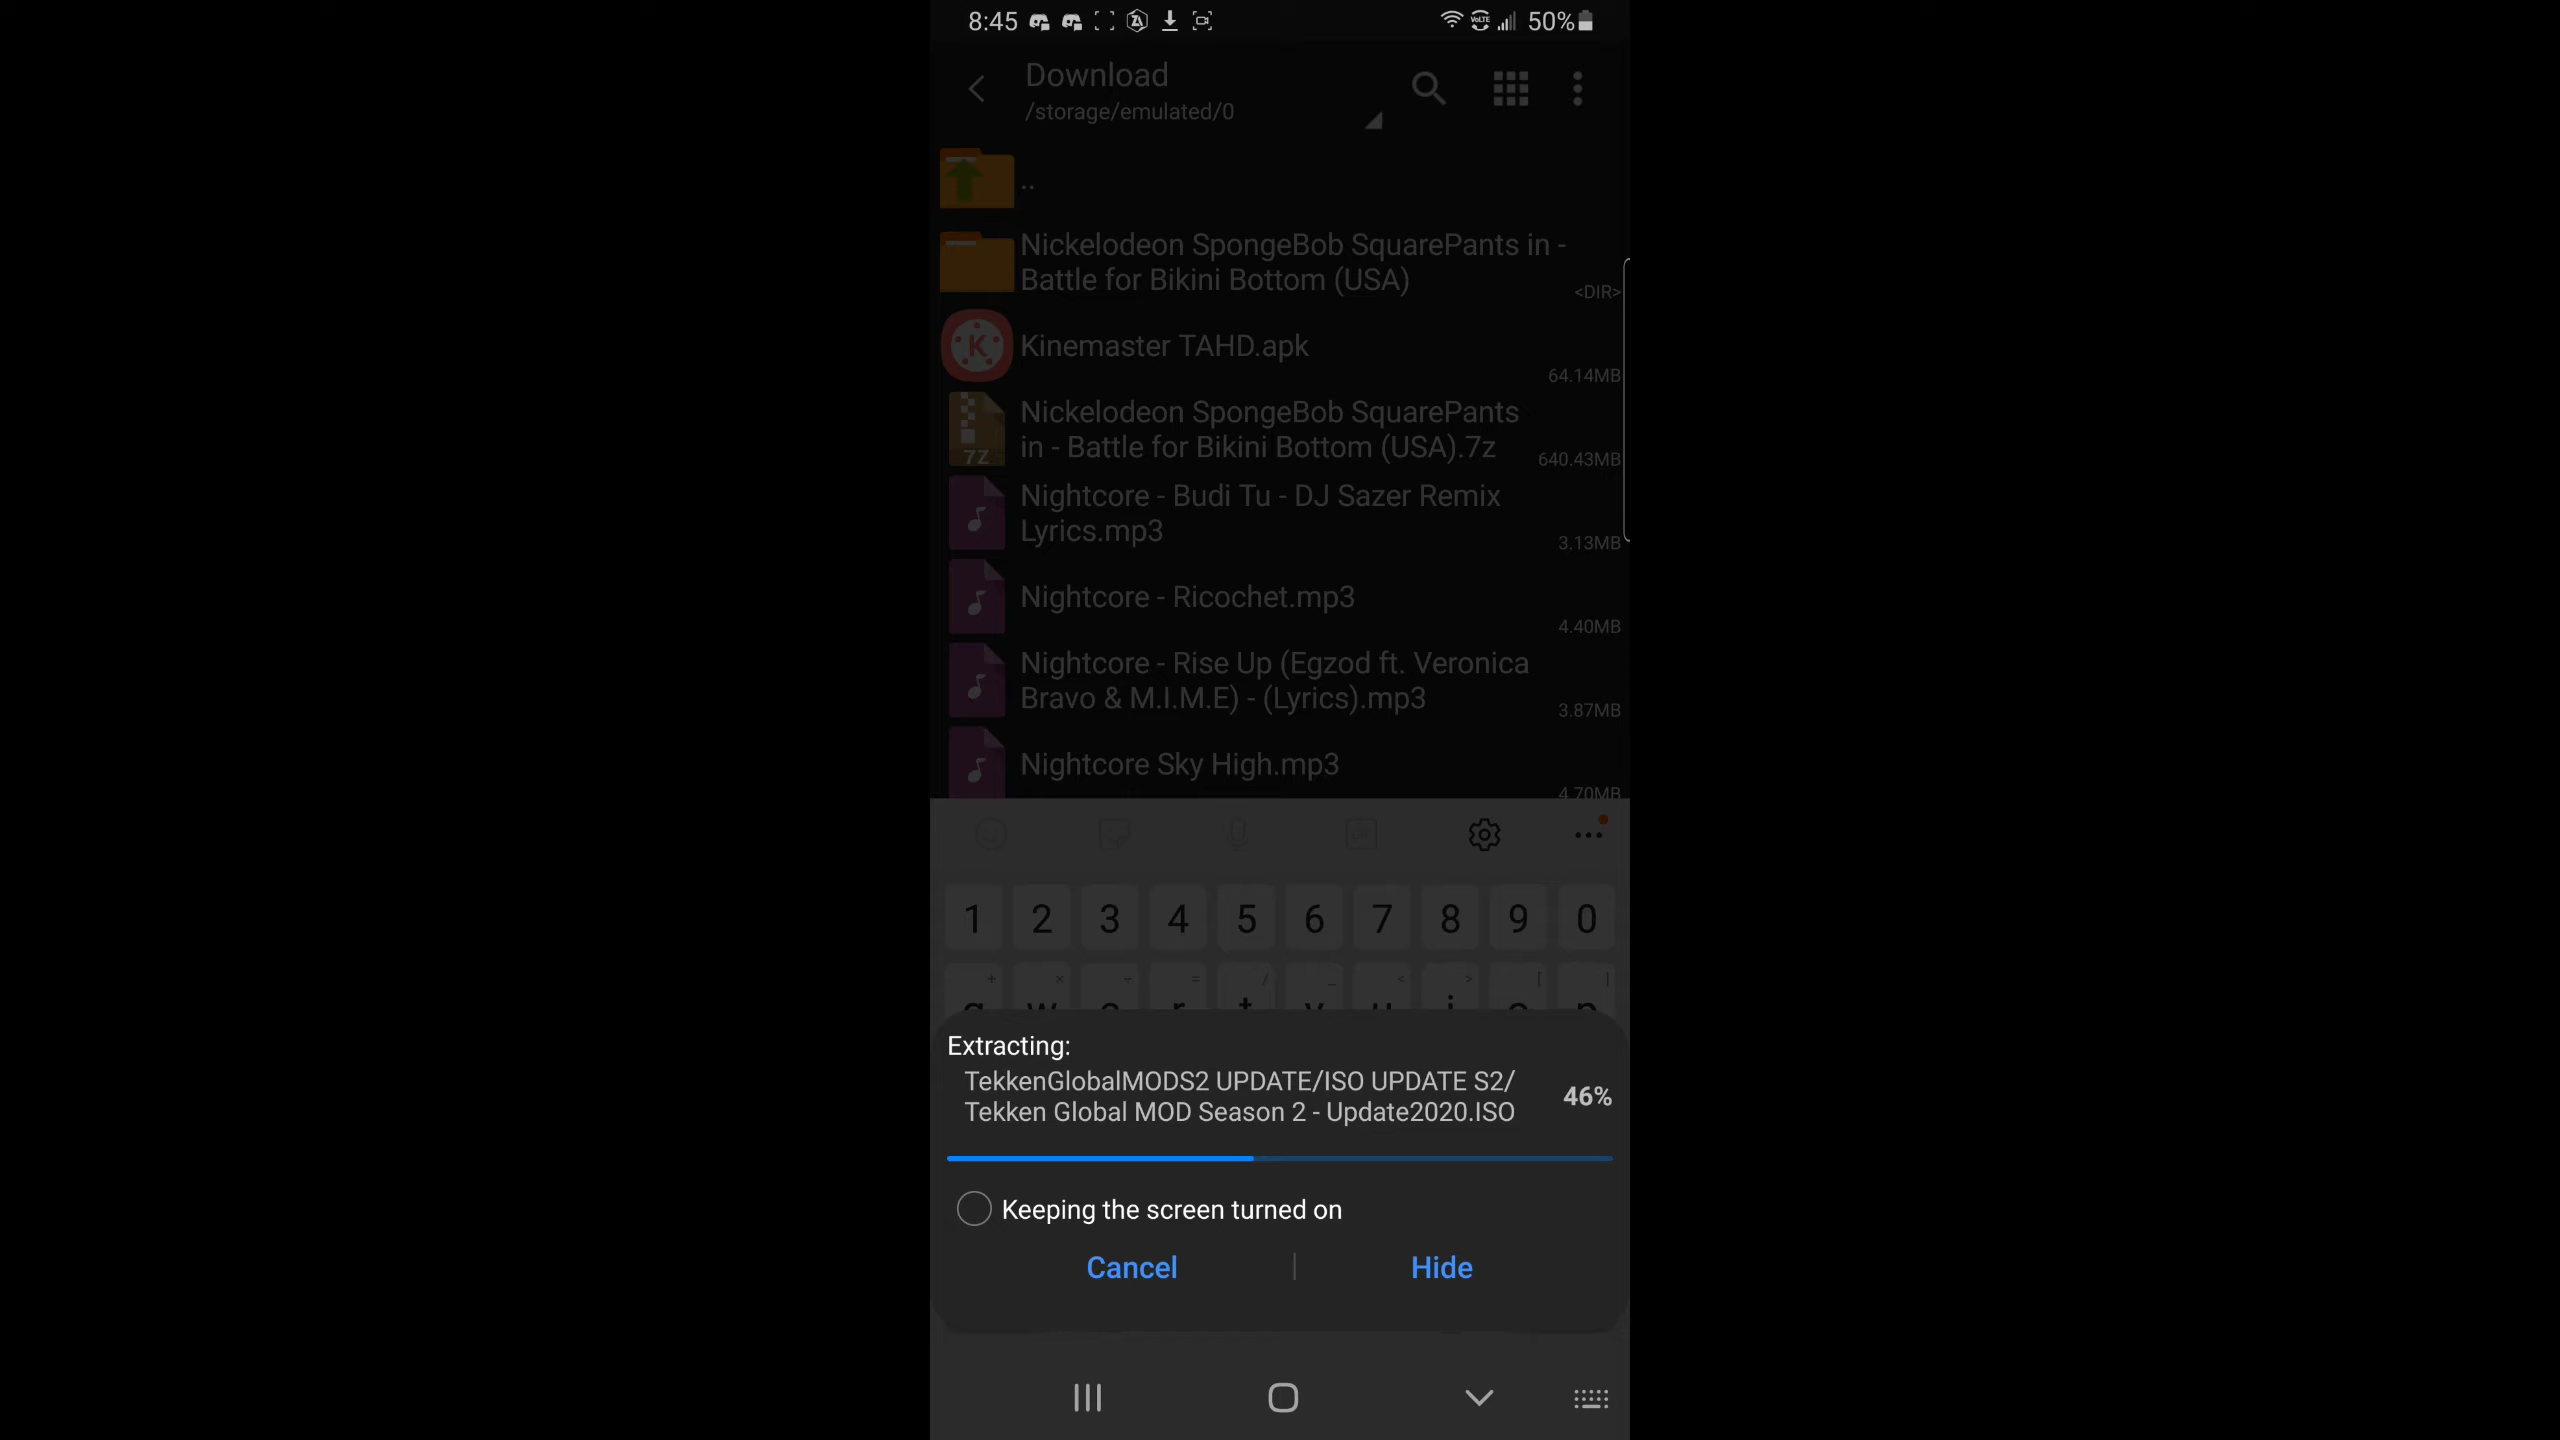 8:45
50%
Download
/storage/emulated/0
..
Nickelodeon SpongeBob SquarePants in -
Battle for Bikini Bottom (USA)
<DIR>
Kinemaster TAHD.apk
64.14MB
Nickelodeon SpongeBob SquarePants
in - Battle for Bikini Bottom (USA).7z
7Z
640.43MB
Nightcore - Budi Tu - DJ Sazer Remix
Lyrics.mp3
3.13MB
Nightcore - Ricochet.mp3
4.40MB
Nightcore - Rise Up (Egzod ft. Veronica
Bravo & M.I.M.E) - (Lyrics).mp3
3.87MB
Nightcore Sky High.mp3
4.70MB
1 2 3 4 5 6 7 8 9 0
q w e r t y u i o p
Extracting:
TekkenGlobalMODS2 UPDATE/ISO UPDATE S2/
Tekken Global MOD Season 2 - Update2020.ISO
46%
Keeping the screen turned on
Cancel | Hide